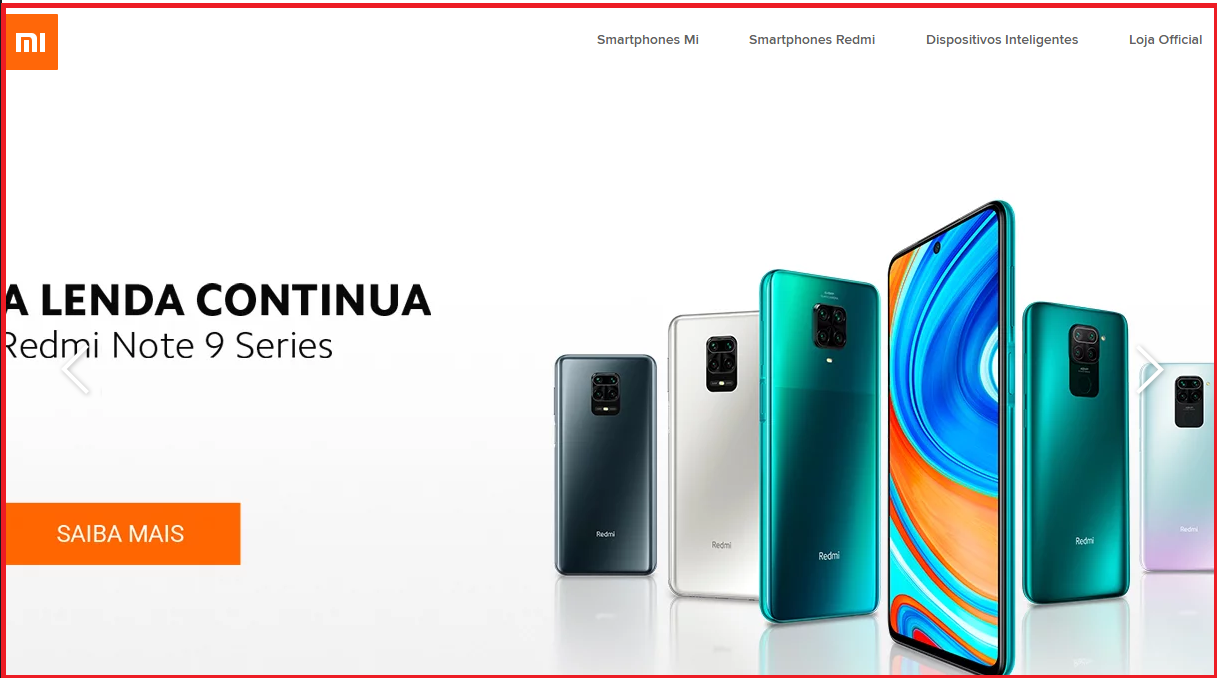 mi
Smartphones Mi
Smartphones Redmi
Dispositivos Inteligentes
Loja Official
A LENDA CONTINUA
Redmi Note 9 Series
SAIBA MAIS
Redmi
Redmi
Redmi
Redmi
Redmi